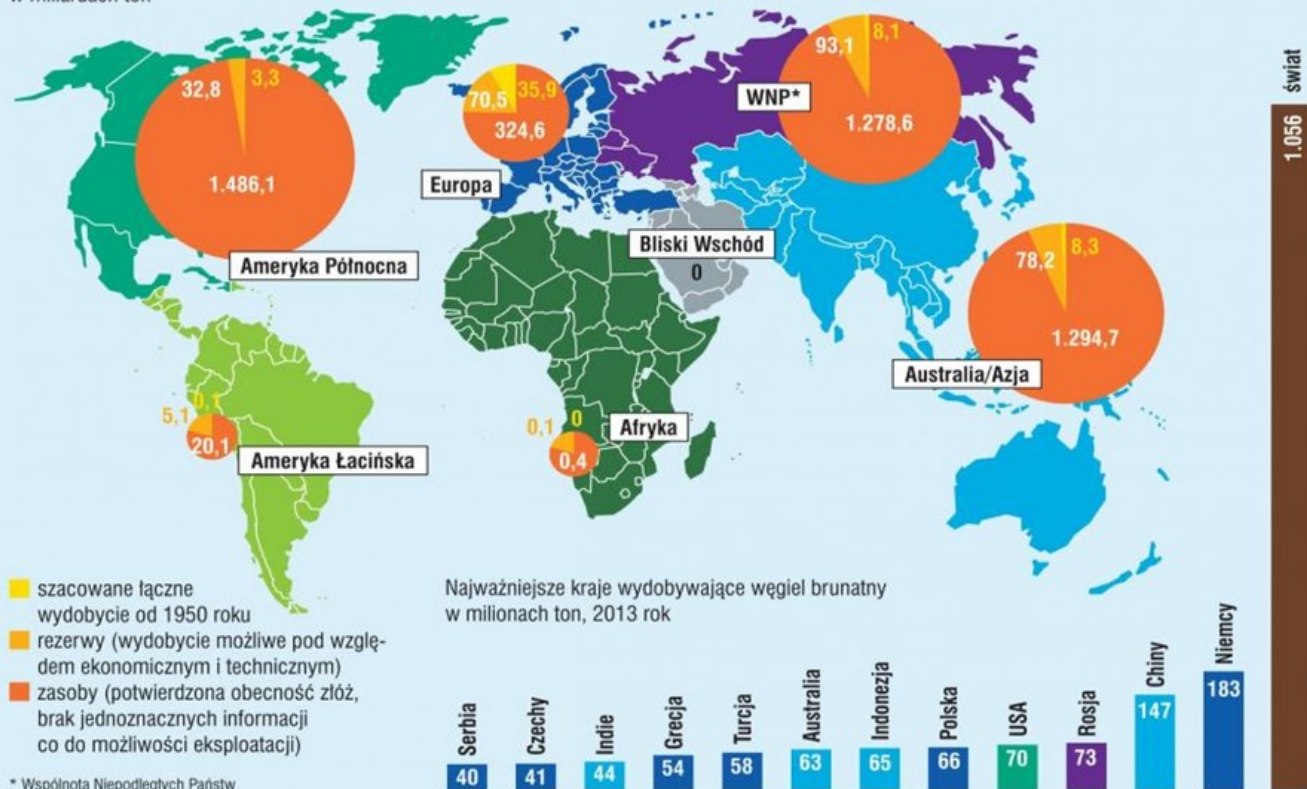 w miliardach ton
32,8
3,3
1.486,1
Ameryka Północna
70,5
35,9
324,6
Europa
93,1
8,1
WNP*
1.278,6
Bliski Wschód
0
78,2
8,3
1.294,7
Australia/Azja
0,1
5,1
20,1
Ameryka Łacińska
0,1
0
0,4
Afryka
szacowane łączne
wydobycie od 1950 roku
rezerwy (wydobycie możliwe pod wzglę-
dem ekonomicznym i technicznym)
zasoby (potwierdzona obecność złóż,
brak jednoznacznych informacji
co do możliwości eksploatacji)
* Wspólnota Niepodległych Państw
Najważniejsze kraje wydobywające węgiel brunatny
w milionach ton, 2013 rok
Serbia
40
Czechy
41
Indie
44
Grecja
54
Turcja
58
Australia
63
Indonezja
65
Polska
66
USA
70
Rosja
73
Chiny
147
Niemcy
183
świat
1.056